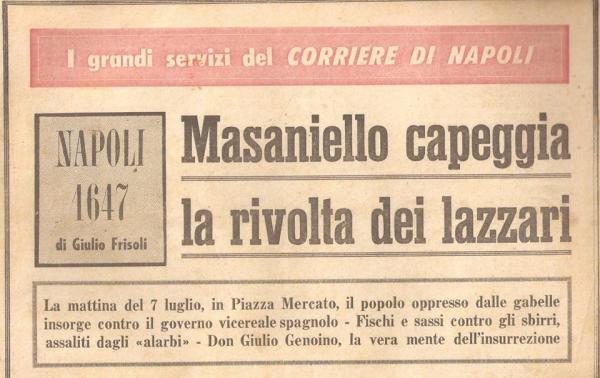 I grandi servizi del CORRIERE DI NAPOLI
NAPOLI
1647
di Giulio Frisoli
Masaniello capeggia
la rivolta dei lazzari
La mattina del 7 luglio, in Piazza Mercato, il popolo oppresso dalle gabelle
insorge contro il governo vicereale spagnolo - Fischi e sassi contro gli sbirri,
assaliti dagli «alarbi» - Don Giulio Genoino, la vera mente dell'insurrezione